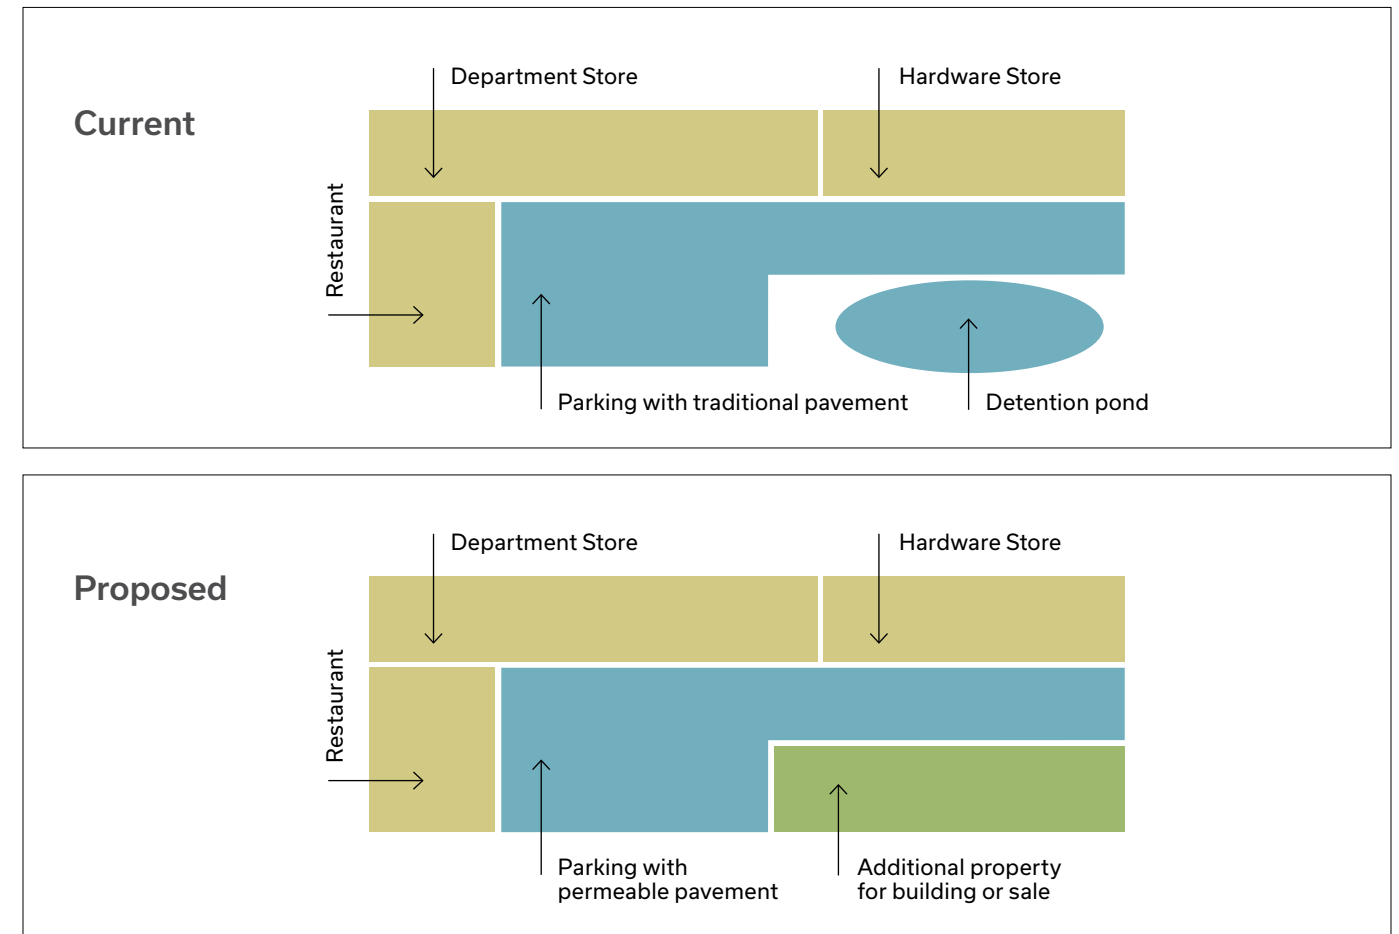 Current
Department Store
Hardware Store
Restaurant
Parking with traditional pavement
Detention pond
Proposed
Department Store
Hardware Store
Restaurant
Parking with
permeable pavement
Additional property
for building or sale